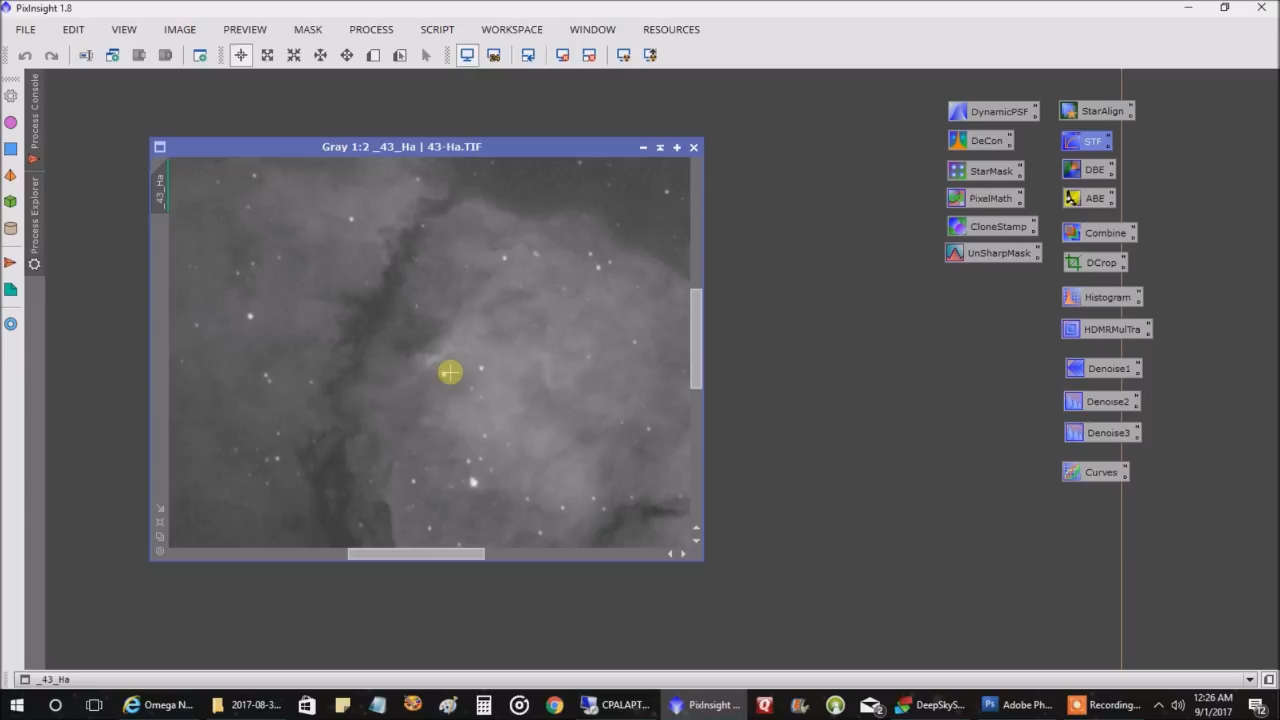 PixInsight 1.8
FILE EDIT VIEW IMAGE PREVIEW MASK PROCESS SCRIPT WORKSPACE WINDOW RESOURCES
Process Console
Process Explorer
Gray 1:2 _43_Ha | 43-Ha.TIF
_43_Ha
DynamicPSF
StarAlign
DeCon
STF
StarMask
DBE
PixelMath
ABE
CloneStamp
Combine
UnSharpMask
DCrop
Histogram
HDMRMulTra
Denoise1
Denoise2
Denoise3
Curves
_43_Ha
Omega N... 2017-08-3... CPALAPT... PixInsight ... DeepSkyS... Adobe Ph... Recording...
12:26 AM
9/1/2017